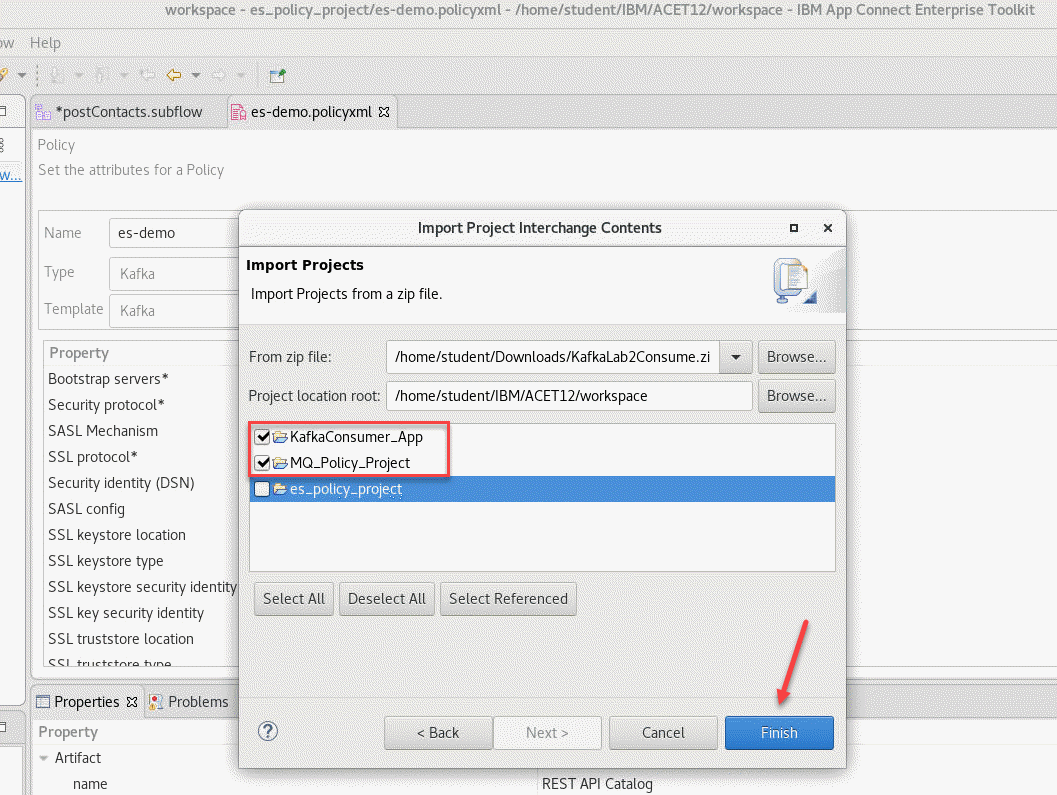 workspace - es_policy_project/es-demo.policyxml - /home/student/IBM/ACET12/workspace - IBM App Connect Enterprise Toolkit
ow Help
*postContacts.subflow es-demo.policyxml
w...
Policy
Set the attributes for a Policy
Name es-demo
Type Kafka
Template Kafka
Property
Bootstrap servers*
Security protocol*
SASL Mechanism
SSL protocol*
Security identity (DSN)
SASL config
SSL keystore location
SSL keystore type
SSL keystore security identity
SSL key security identity
SSL truststore location
SSL truststore type
Import Project Interchange Contents
Import Projects
Import Projects from a zip file.
From zip file: /home/student/Downloads/KafkaLab2Consume.zi Browse...
Project location root: /home/student/IBM/ACET12/workspace Browse...
KafkaConsumer_App
MQ_Policy_Project
es_policy_project
Select All Deselect All Select Referenced
? < Back Next > Cancel Finish
Properties Problems
Property
Artifact
name REST API Catalog